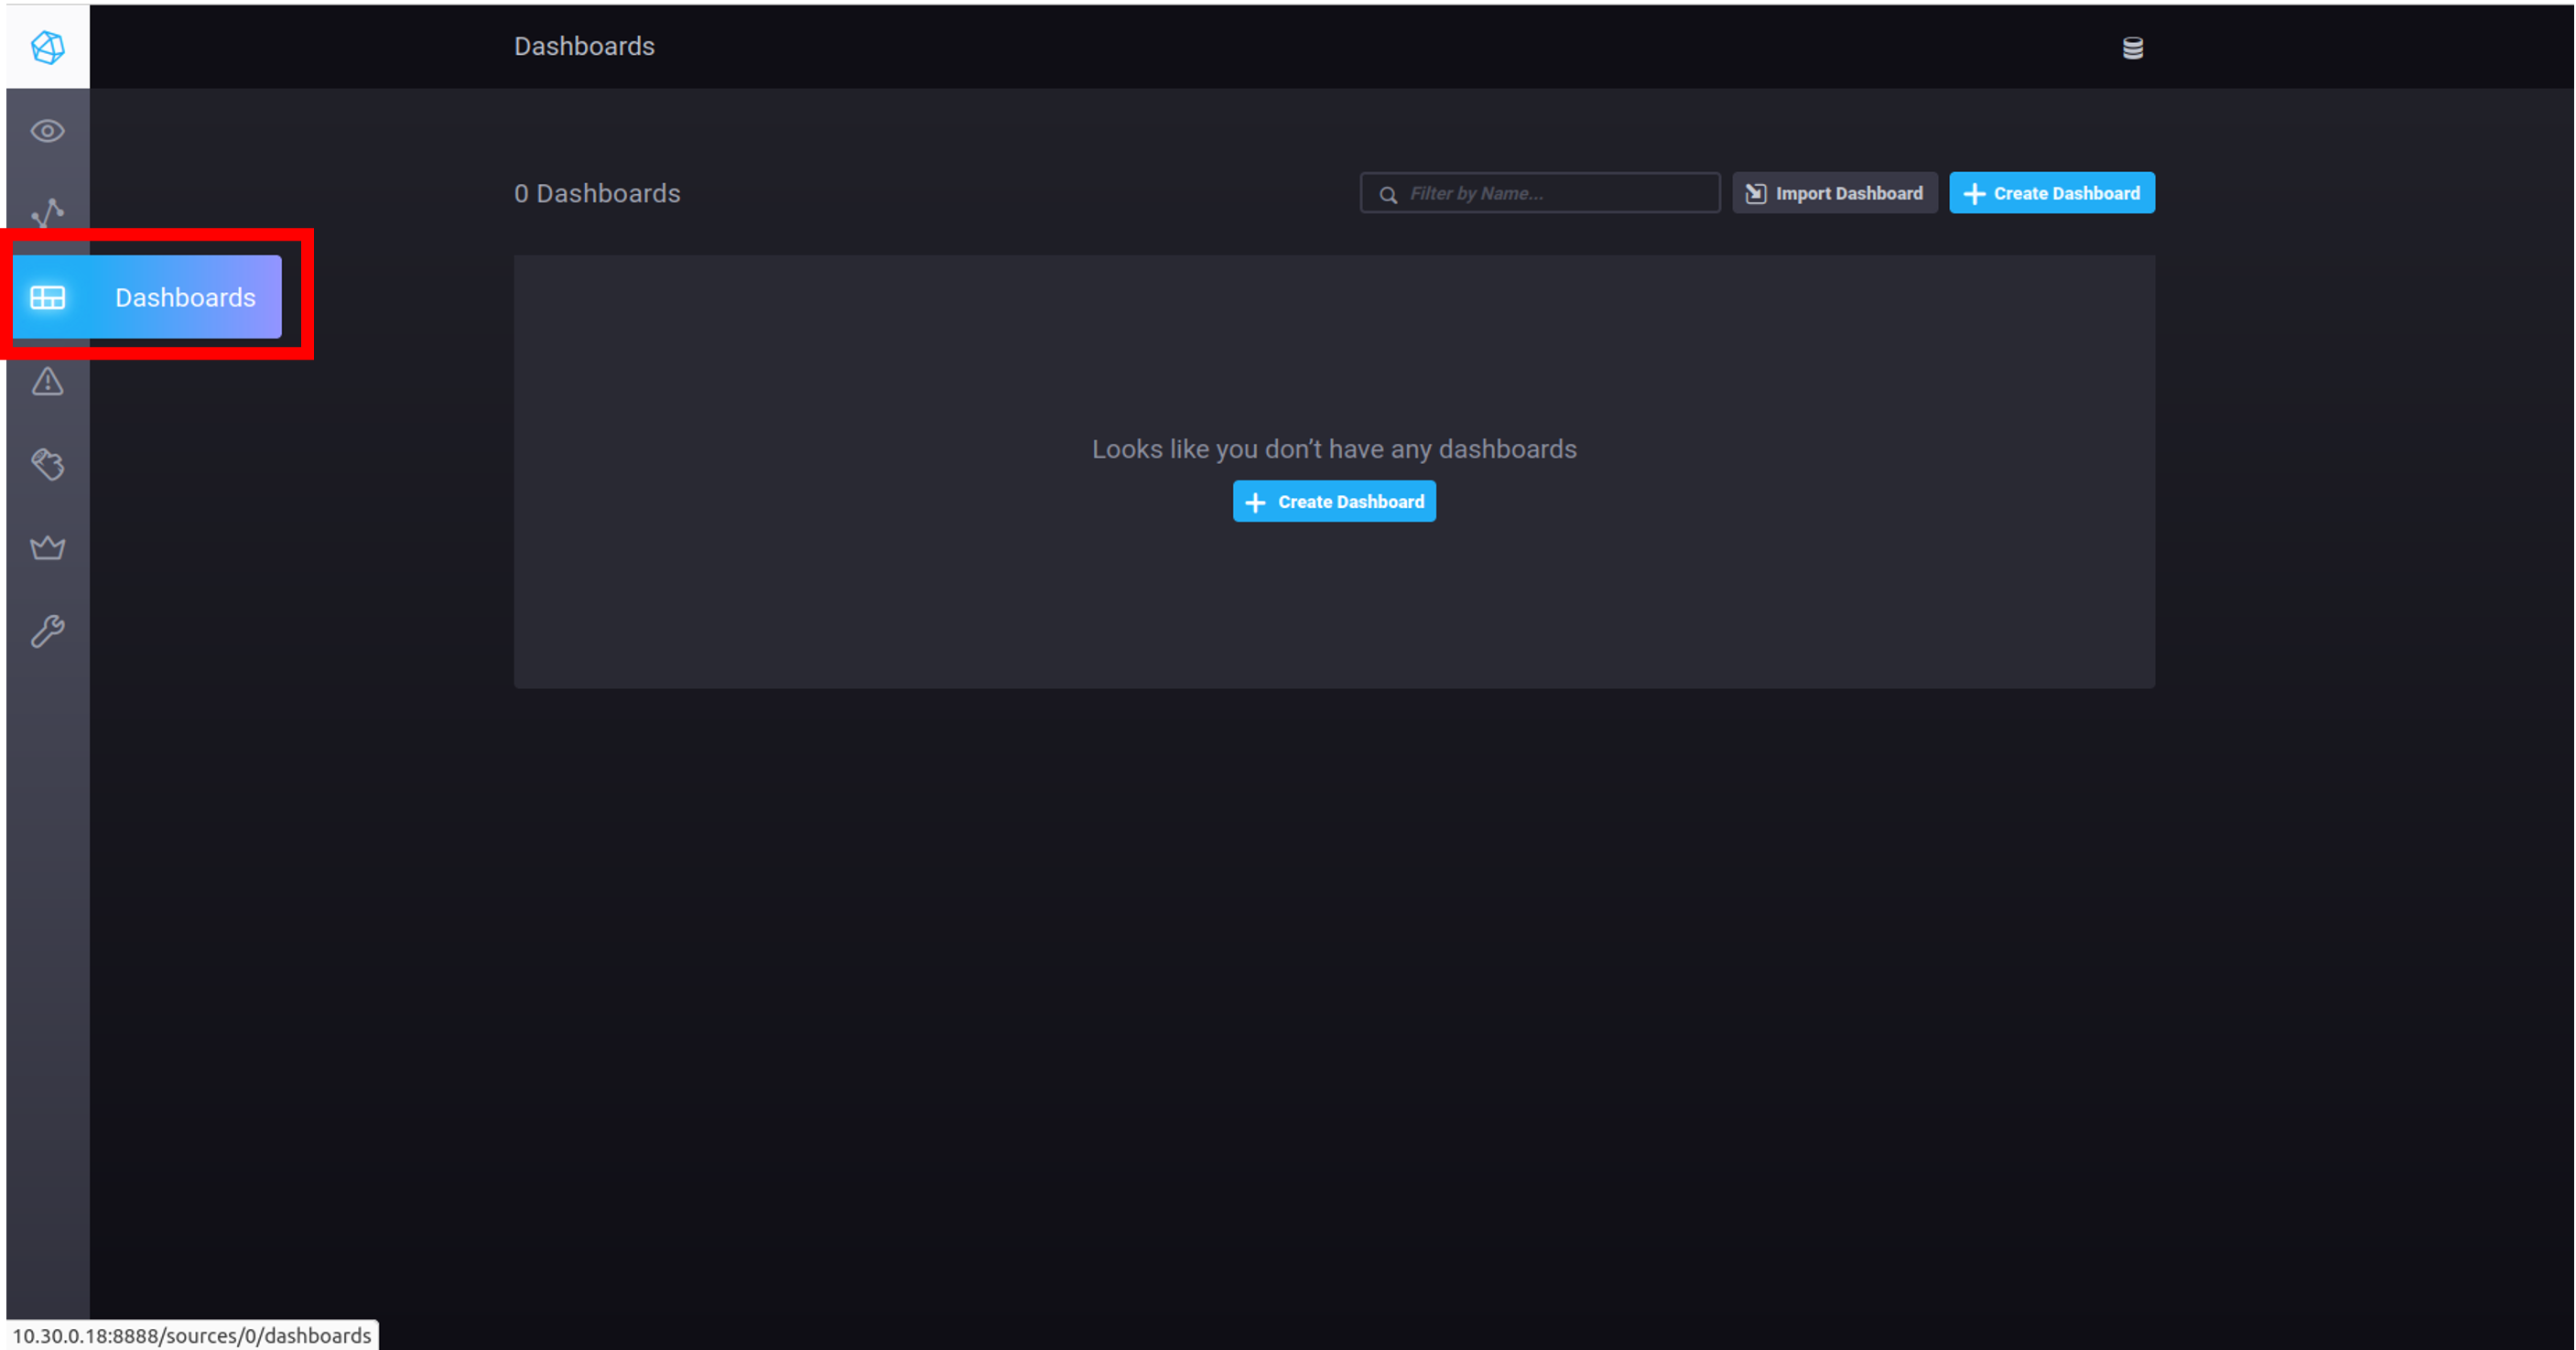 Dashboards
0 Dashboards
Filter by Name...
Import Dashboard
Create Dashboard
Dashboards
Looks like you don’t have any dashboards
Create Dashboard
10.30.0.18:8888/sources/0/dashboards